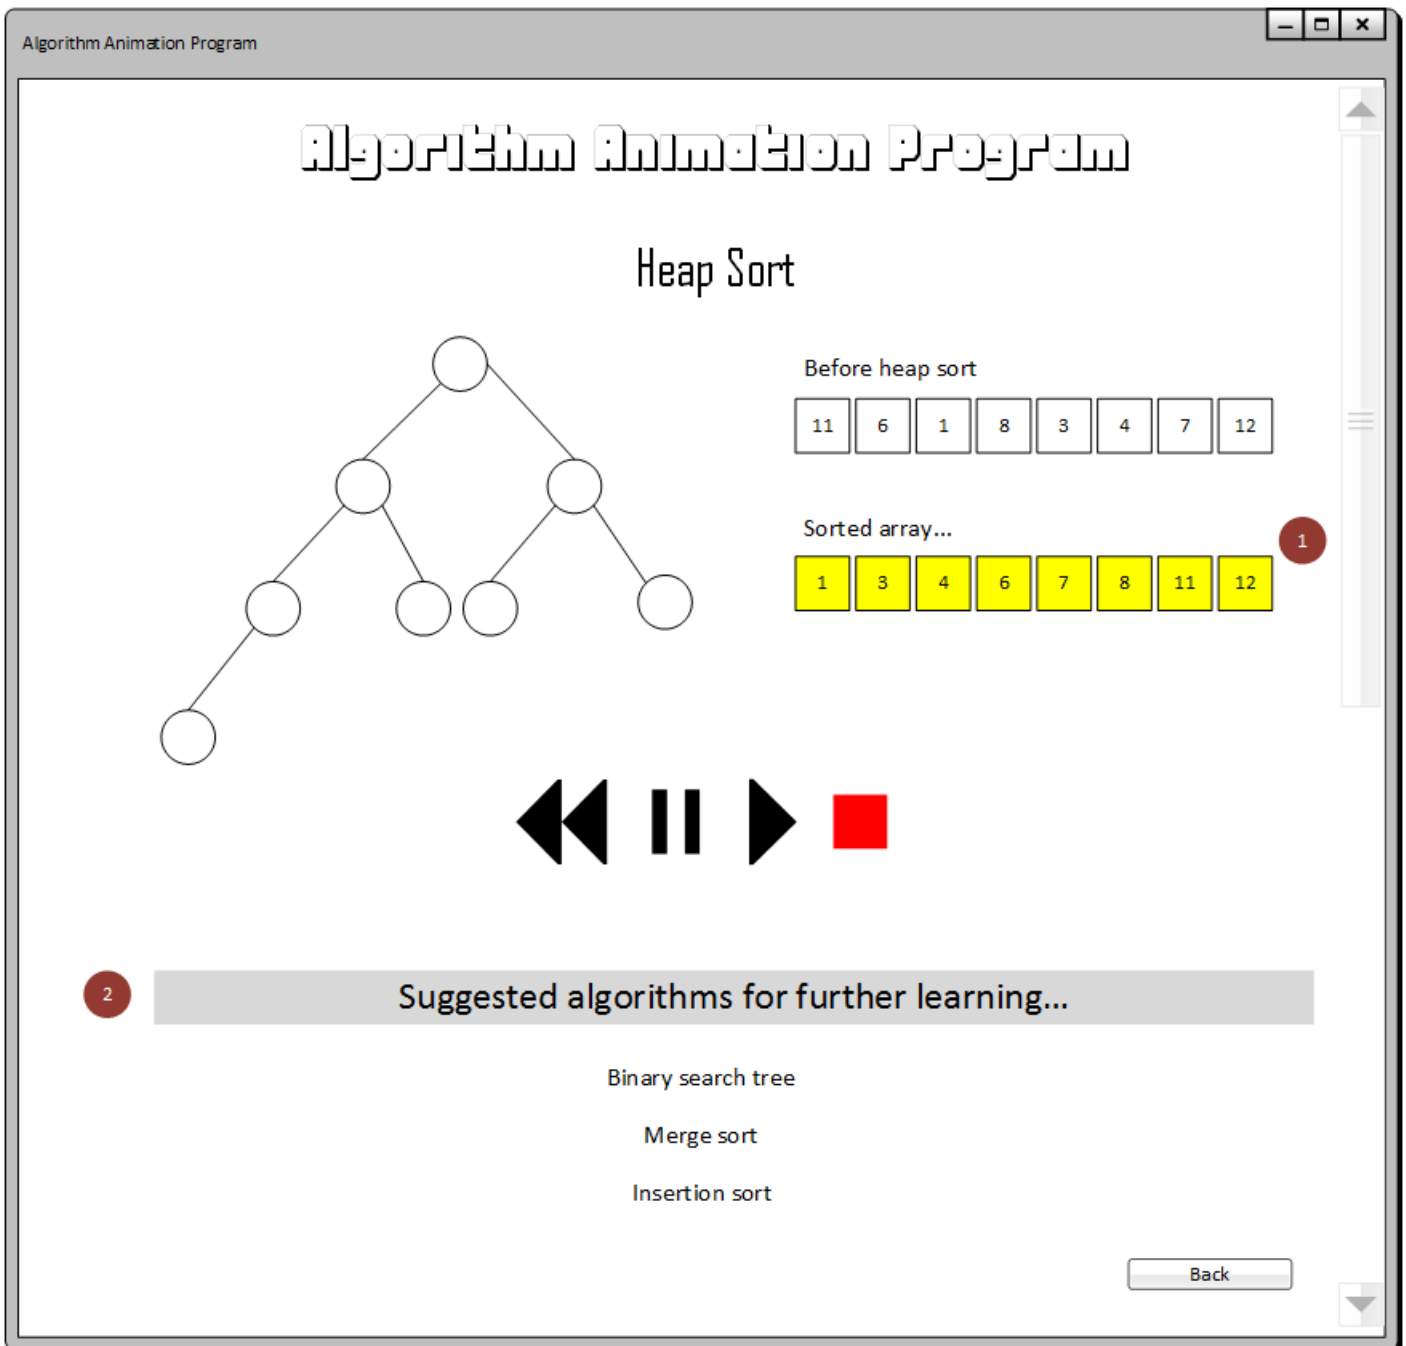 Algorithm Animation Program
Algorithm Animation Program
Heap Sort
Before heap sort
11 6 1 8 3 4 7 12
Sorted array...
1
1 3 4 6 7 8 11 12
2
Suggested algorithms for further learning...
Binary search tree
Merge sort
Insertion sort
Back